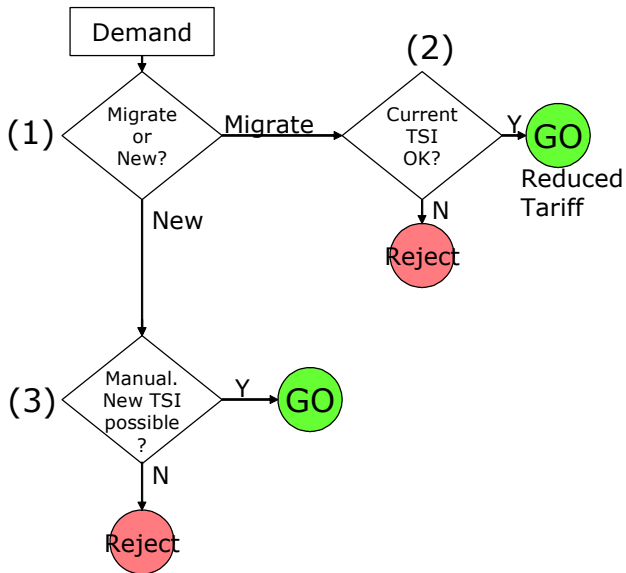 Demand
(1)
Migrate
or
New?
Migrate
(2)
Current
TSI
OK?
Y
GO
Reduced
Tariff
N
Reject
New
(3)
Manual.
New TSI
possible
?
Y
GO
N
Reject